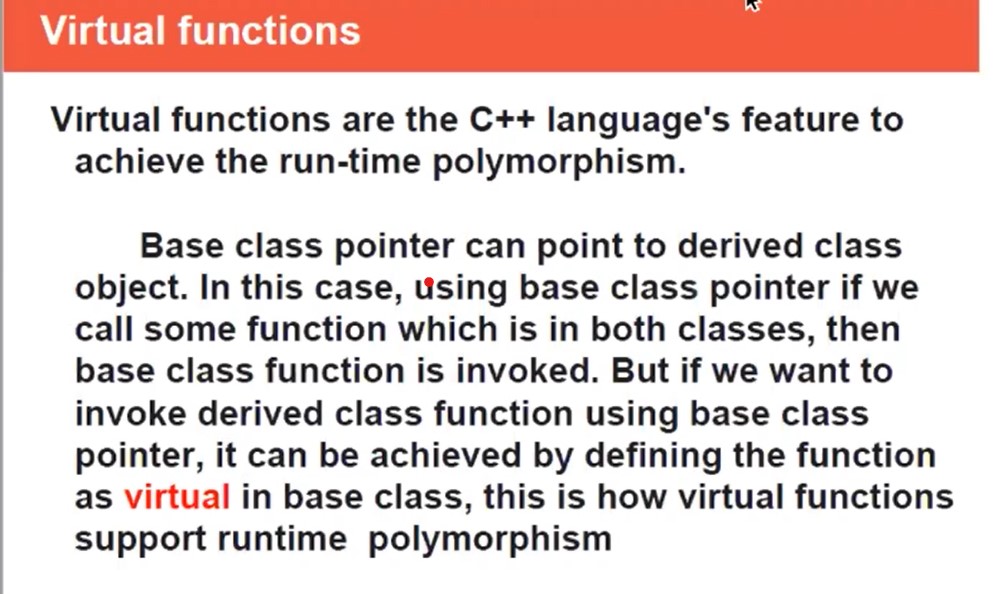 Virtual functions
Virtual functions are the C++ language's feature to
achieve the run-time polymorphism.
Base class pointer can point to derived class
object. In this case, using base class pointer if we
call some function which is in both classes, then
base class function is invoked. But if we want to
invoke derived class function using base class
pointer, it can be achieved by defining the function
as virtual in base class, this is how virtual functions
support runtime  polymorphism